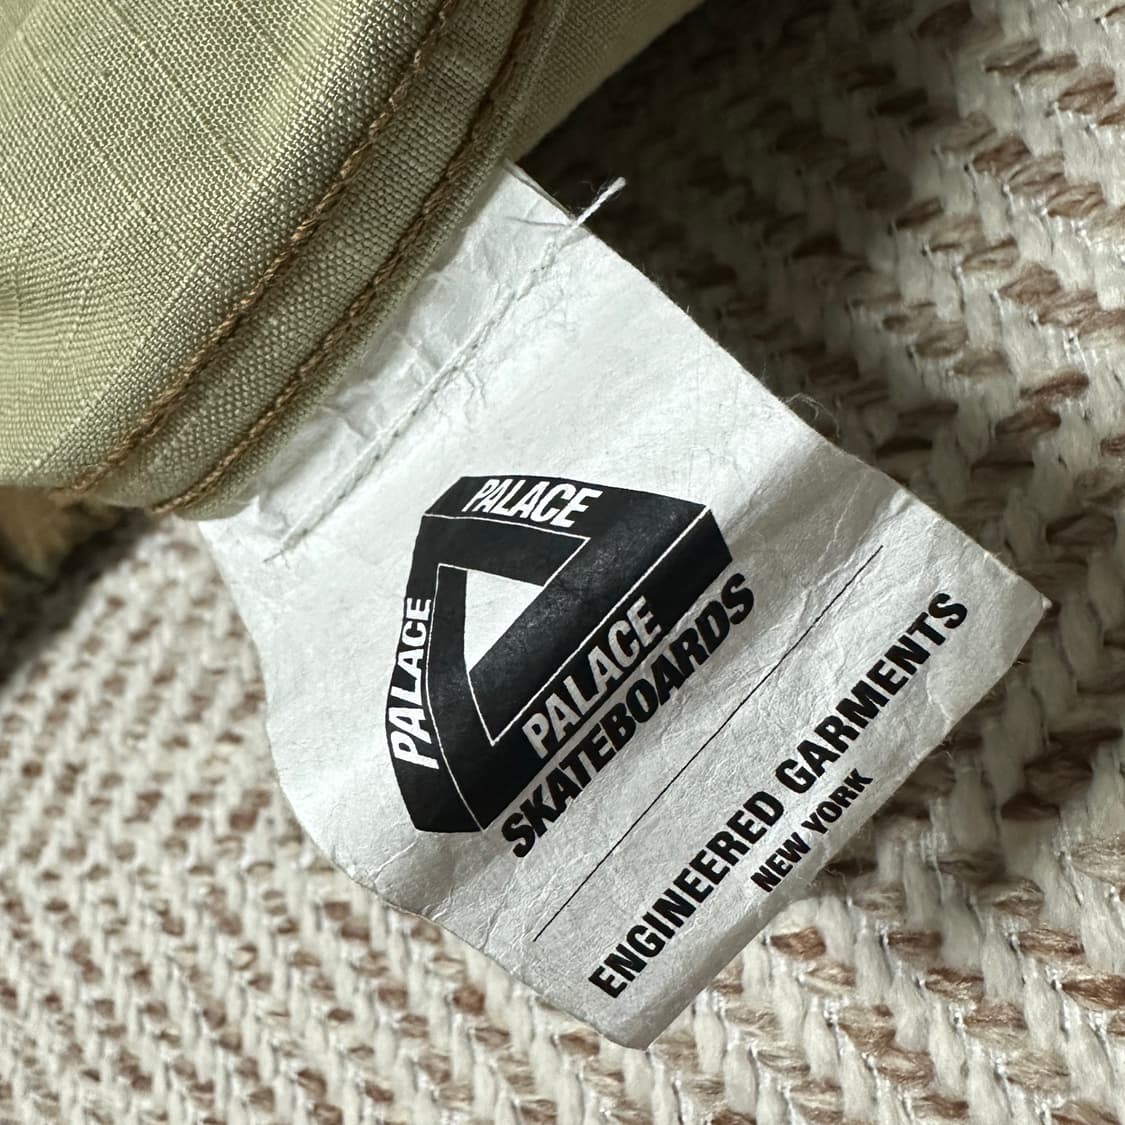 PALACE
PALACE
PALACE
SKATEBOARDS
ENGINEERED GARMENTS
NEW YORK